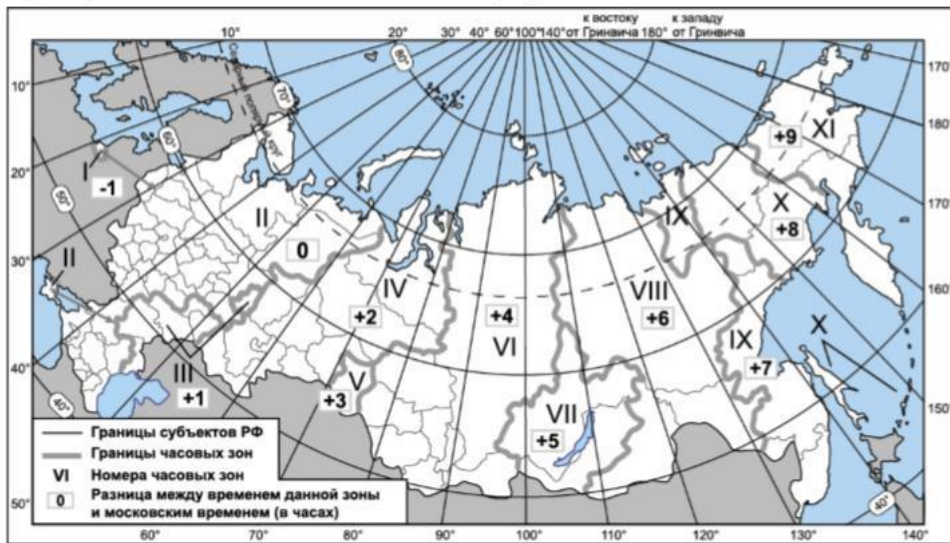 к востоку к западу
10° 20° 30° 40° 60° 100° 140° от Гринвича 180° от Гринвича
10° 80° 170°
70°
60° +9 XI 180°
I
-1
20° 50° II IX X 170°
0 +8
II
30° IV VIII 160°
+2 +4 +6 X
VI IX
III V +7
40° +1 +3 VII 150°
40° +5
Границы субъектов РФ
Границы часовых зон
VI Номера часовых зон
0 Разница между временем данной зоны
и московским временем (в часах)
50° 40° 140°
60° 70° 80° 90° 100° 110° 120° 130°